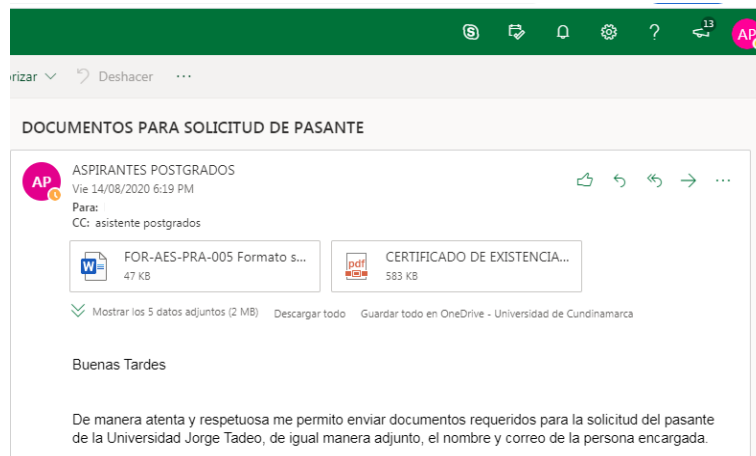 13
AP
orizar Deshacer ...
DOCUMENTOS PARA SOLICITUD DE PASANTE
AP
ASPIRANTES POSTGRADOS
Vie 14/08/2020 6:19 PM
Para:
CC: asistente postgrados
FOR-AES-PRA-005 Formato s...
47 KB
pdf
CERTIFICADO DE EXISTENCIA...
583 KB
Mostrar los 5 datos adjuntos (2 MB) Descargar todo Guardar todo en OneDrive - Universidad de Cundinamarca
Buenas Tardes
De manera atenta y respetuosa me permito enviar documentos requeridos para la solicitud del pasante
de la Universidad Jorge Tadeo, de igual manera adjunto, el nombre y correo de la persona encargada.